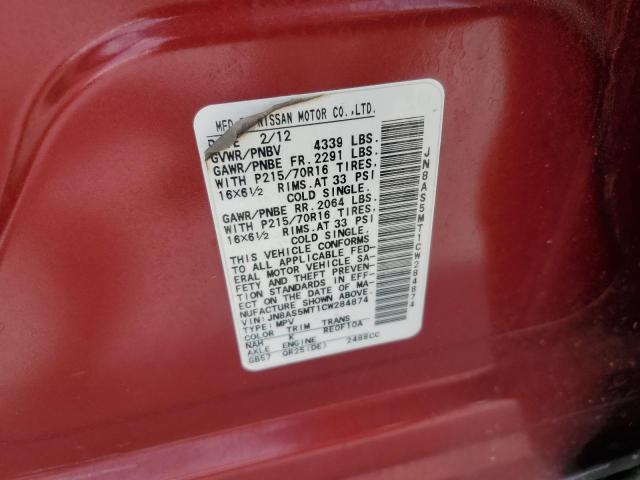 MFD NISSAN MOTOR CO.,LTD.
2/12
GVWR/PNBV 4339 LBS.
GAWR/PNBE FR. 2291 LBS.
WITH P215/70R16 TIRES,
16X6½ RIMS.AT 33 PSI
COLD SINGLE.
GAWR/PNBE RR. 2064 LBS.
WITH P215/70R16 TIRES,
16X6½ RIMS.AT 33 PSI
COLD SINGLE.
THIS VEHICLE CONFORMS
TO ALL APPLICABLE FED-
ERAL MOTOR VEHICLE SA-
FETY AND THEFT PREVEN-
TION STANDARDS IN EFF-
ECT ON THE DATE OF MA-
NUFACTURE SHOWN ABOVE.
VIN: JN8AS5MT1CW284874
TYPE: MPV
COLOR TRIM TRANS
NAH K RE0F10A
AXLE ENGINE
GB57 QR25(DE) 2488CC
JN8AS5MT1CW284874